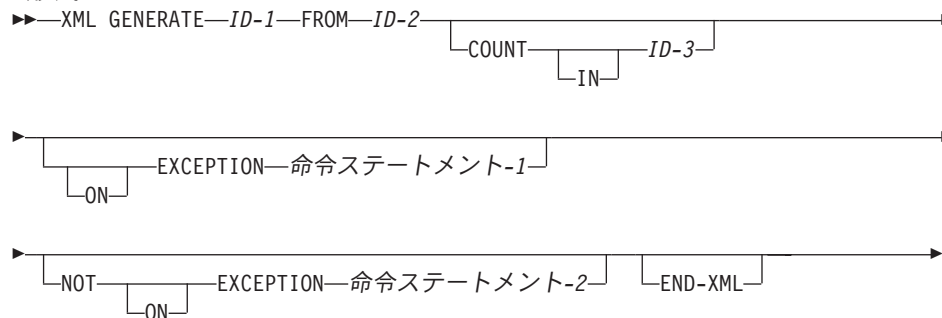 XML GENERATE ID-1 FROM ID-2
COUNT ID-3
IN
EXCEPTION 命令ステートメント-1
ON
NOT EXCEPTION 命令ステートメント-2 END-XML
ON